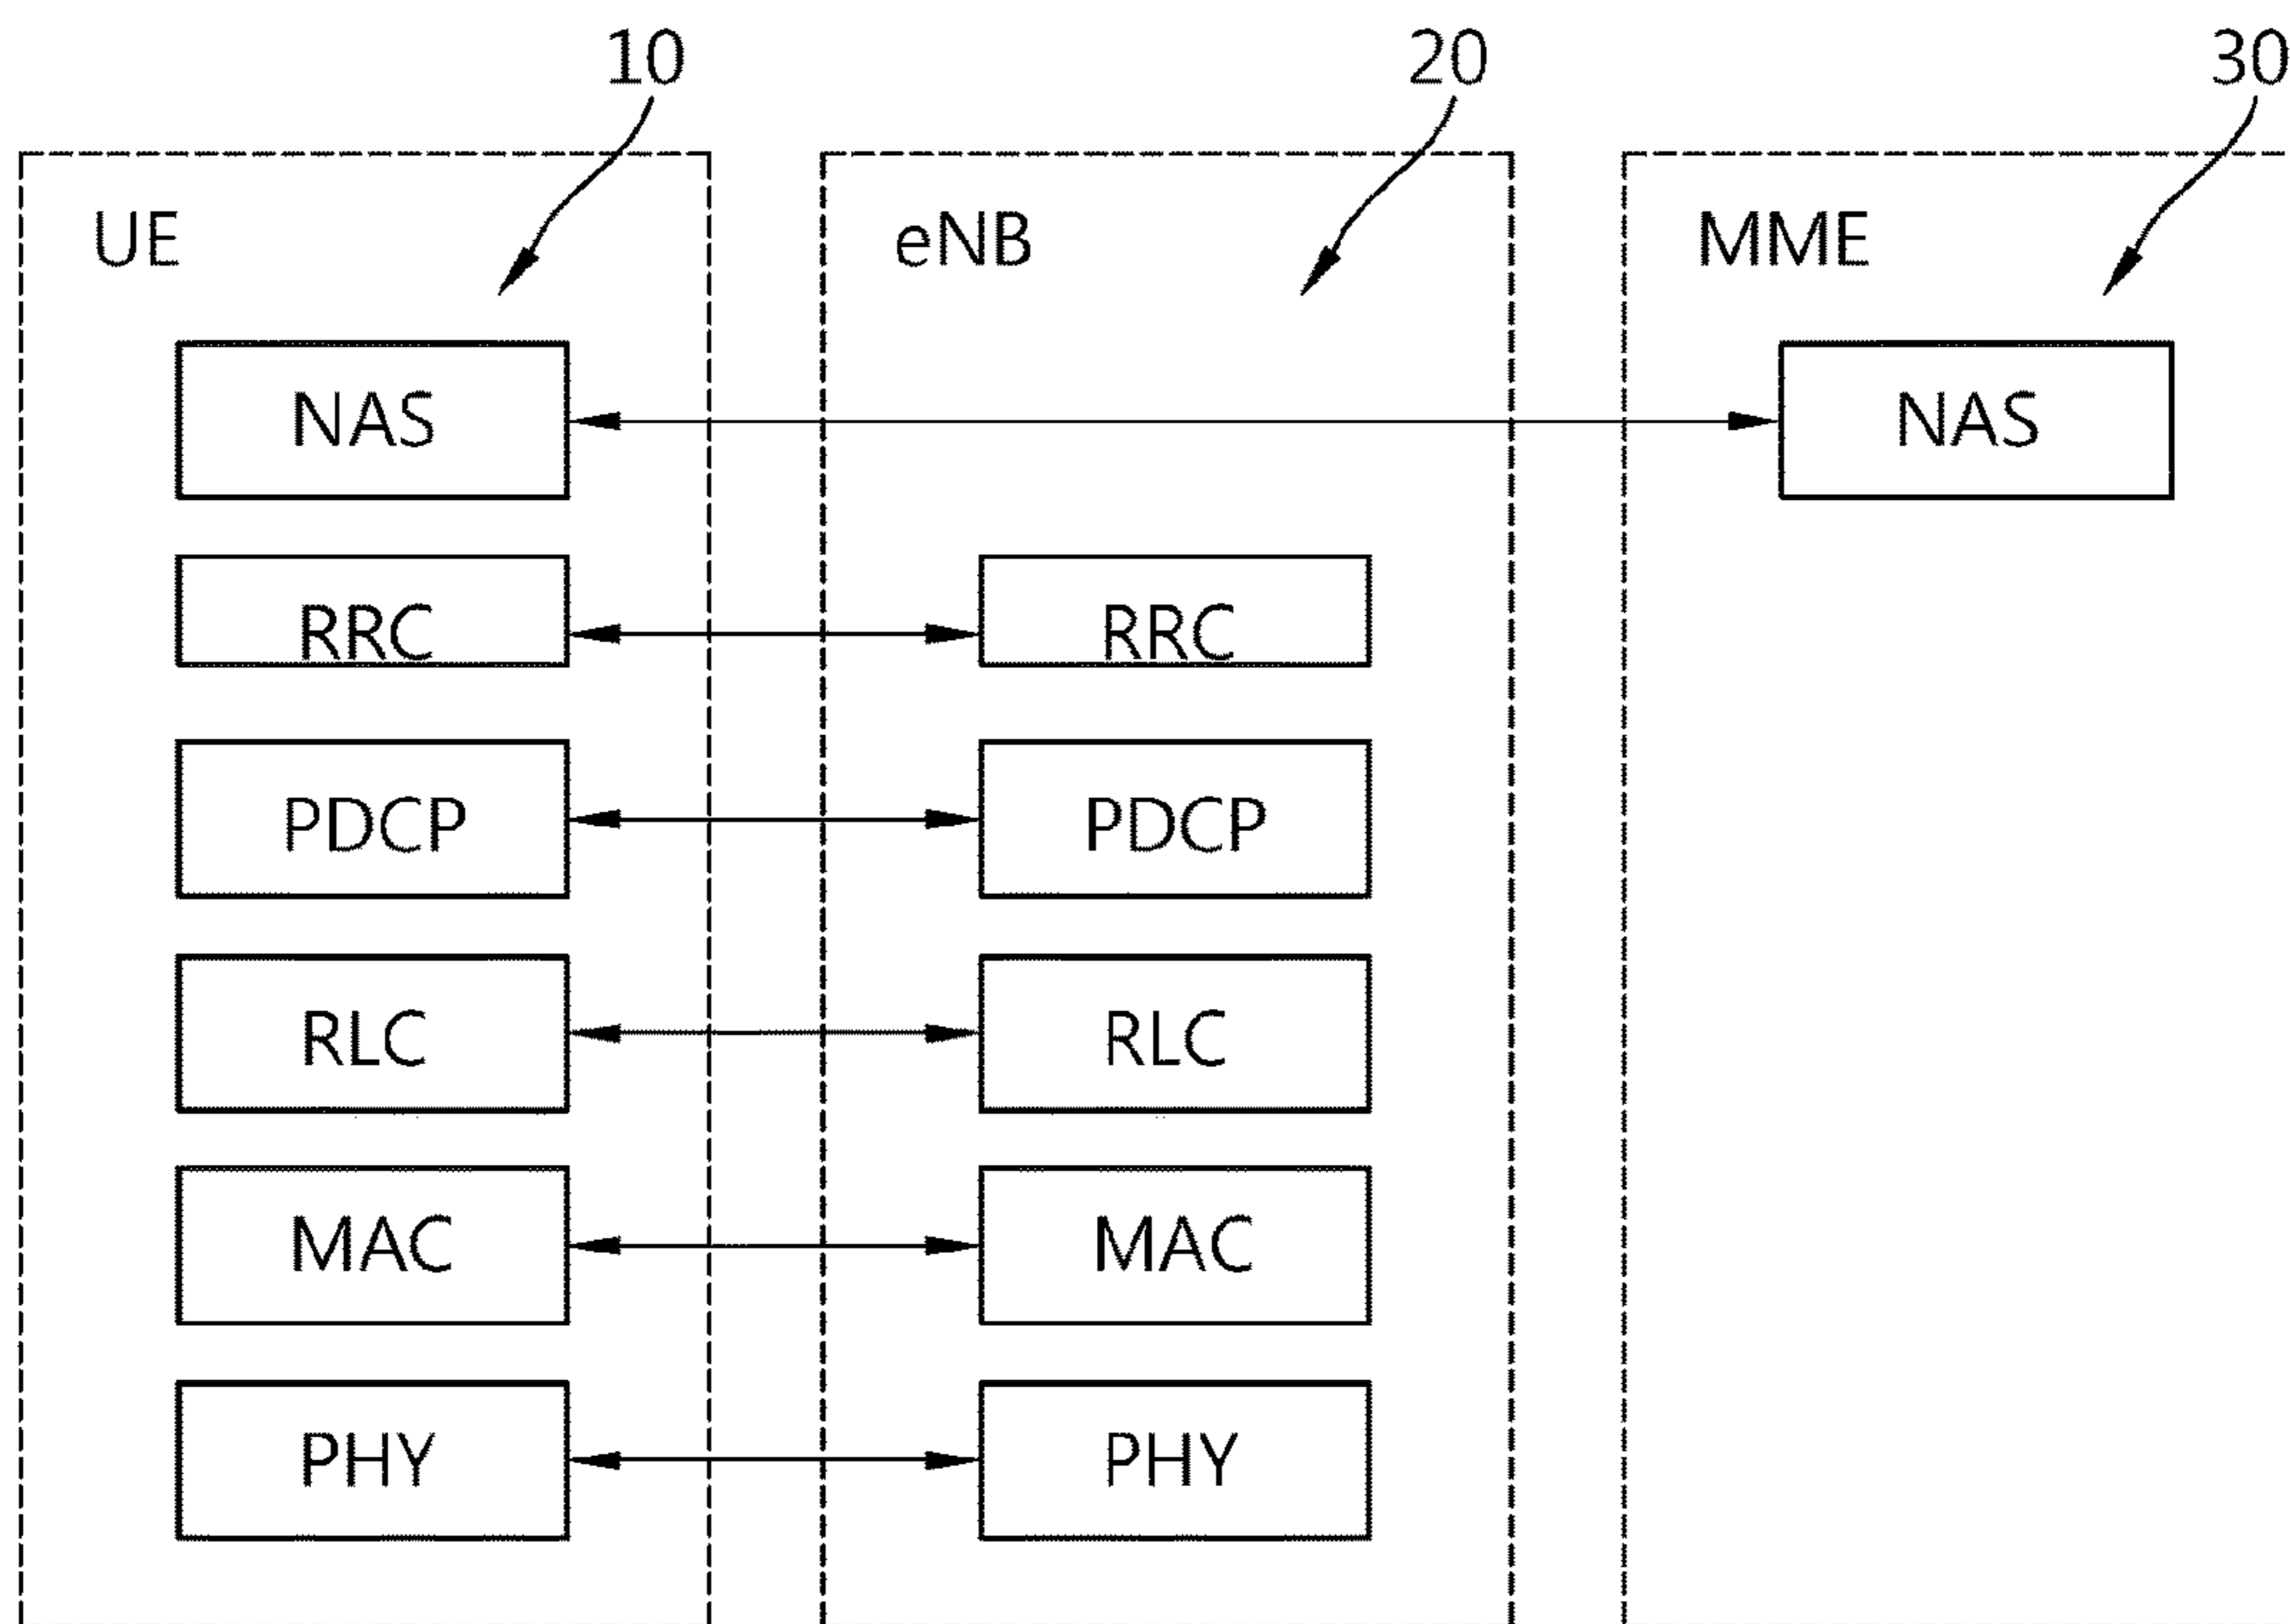 10 20 30
UE eNB MME
NAS NAS
RRC RRC
PDCP PDCP
RLC RLC
MAC MAC
PHY PHY